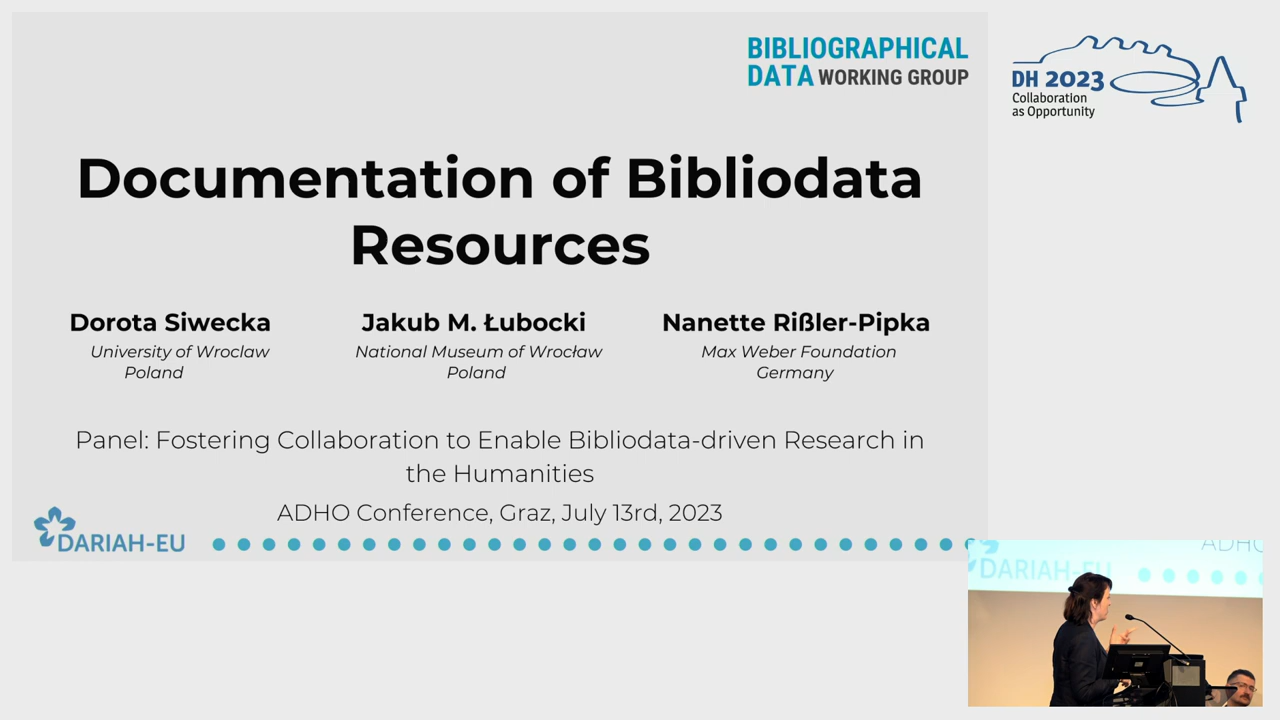 BIBLIOGRAPHICAL
DATA WORKING GROUP
DH 2023
Collaboration
as Opportunity
Documentation of Bibliodata
Resources
Dorota Siwecka
University of Wroclaw
Poland
Jakub M. Łubocki
National Museum of Wrocław
Poland
Nanette Rißler-Pipka
Max Weber Foundation
Germany
Panel: Fostering Collaboration to Enable Bibliodata-driven Research in
the Humanities
ADHO Conference, Graz, July 13rd, 2023
DARIAH-EU
ADHO
DARIAH-EU